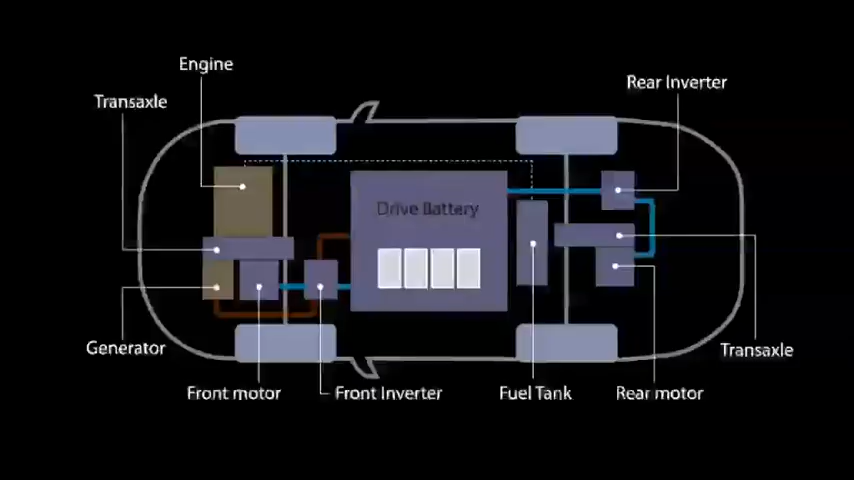 Engine
Rear Inverter
Transaxle
Drive Battery
Generator
Transaxle
Front motor
Front Inverter
Fuel Tank
Rear motor